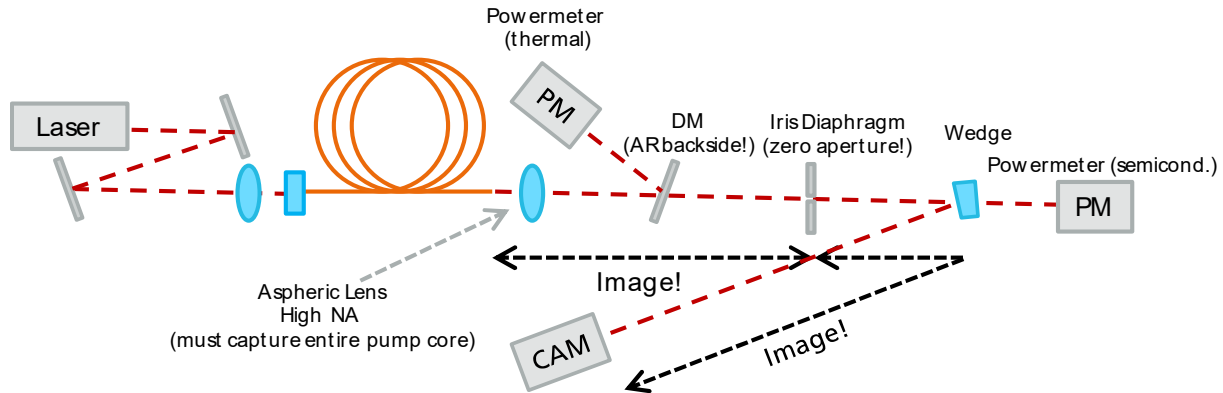 Powermeter
(thermal)
Laser
PM
DM
(AR backside!)
Iris Diaphragm
(zero aperture!)
Wedge
Powermeter (semicond.)
PM
Image!
Aspheric Lens
High NA
(must capture entire pump core)
CAM
Image!